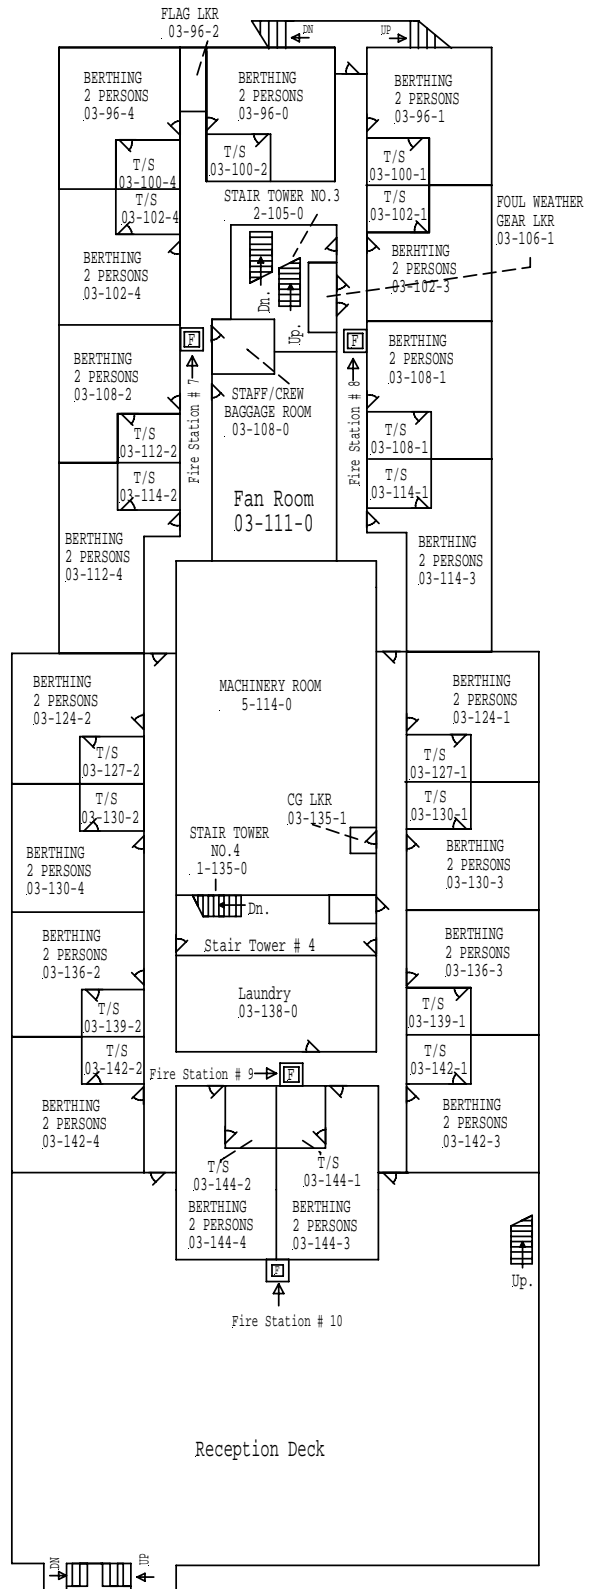 FLAG LKR
03-96-2
DN
UP
BERTHING
2 PERSONS
03-96-4
BERTHING
2 PERSONS
03-96-0
BERTHING
2 PERSONS
03-96-1
T/S
03-100-4
T/S
03-100-2
T/S
03-100-1
T/S
03-102-4
STAIR TOWER NO.3
2-105-0
T/S
03-102-1
FOUL WEATHER
GEAR LKR
03-106-1
BERTHING
2 PERSONS
03-102-4
Dn.
Up.
BERHTING
2 PERSONS
03-102-3
F
F
BERTHING
2 PERSONS
03-108-2
Fire Station # 7
STAFF/CREW
BAGGAGE ROOM
03-108-0
Fire Station # 8
BERTHING
2 PERSONS
03-108-1
T/S
03-112-2
T/S
03-108-1
T/S
03-114-2
Fan Room
03-111-0
T/S
03-114-1
BERTHING
2 PERSONS
03-112-4
BERTHING
2 PERSONS
03-114-3
BERTHING
2 PERSONS
03-124-2
MACHINERY ROOM
5-114-0
BERTHING
2 PERSONS
03-124-1
T/S
03-127-2
T/S
03-127-1
T/S
03-130-2
CG LKR
03-135-1
T/S
03-130-1
BERTHING
2 PERSONS
03-130-4
STAIR TOWER
NO.4
1-135-0
BERTHING
2 PERSONS
03-130-3
Dn.
BERTHING
2 PERSONS
03-136-2
Stair Tower # 4
BERTHING
2 PERSONS
03-136-3
T/S
03-139-2
Laundry
03-138-0
T/S
03-139-1
T/S
03-142-2
Fire Station # 9
F
T/S
03-142-1
BERTHING
2 PERSONS
03-142-4
BERTHING
2 PERSONS
03-142-3
T/S
03-144-2
T/S
03-144-1
BERTHING
2 PERSONS
03-144-4
BERTHING
2 PERSONS
03-144-3
F
Up.
Fire Station # 10
Reception Deck
DN
UP